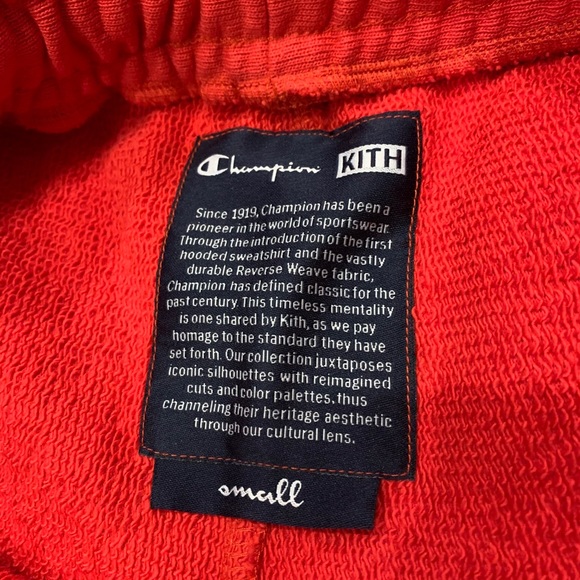 Champion KITH
Since 1919, Champion has been a
pioneer in the world of sportswear.
Through the introduction of the first
hooded sweatshirt and the vastly
durable Reverse Weave fabric,
Champion has defined classic for the
past century. This timeless mentality
is one shared by Kith, as we pay
homage to the standard they have
set forth. Our collection juxtaposes
iconic silhouettes with reimagined
cuts and color palettes, thus
channeling their heritage aesthetic
through our cultural lens.
small